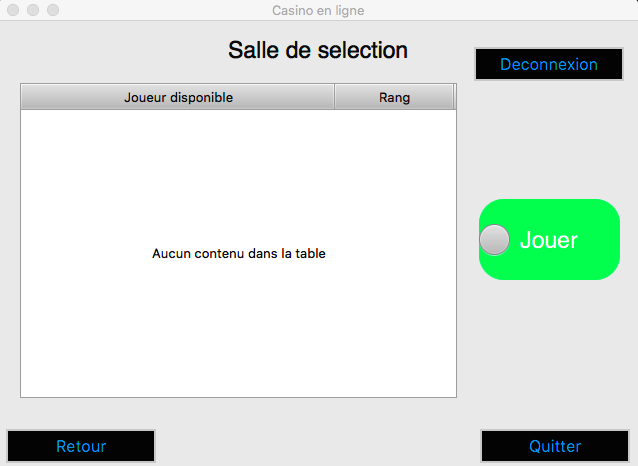 Casino en ligne
Salle de selection
Deconnexion
Joueur disponible Rang
Jouer
Aucun contenu dans la table
Retour
Quitter